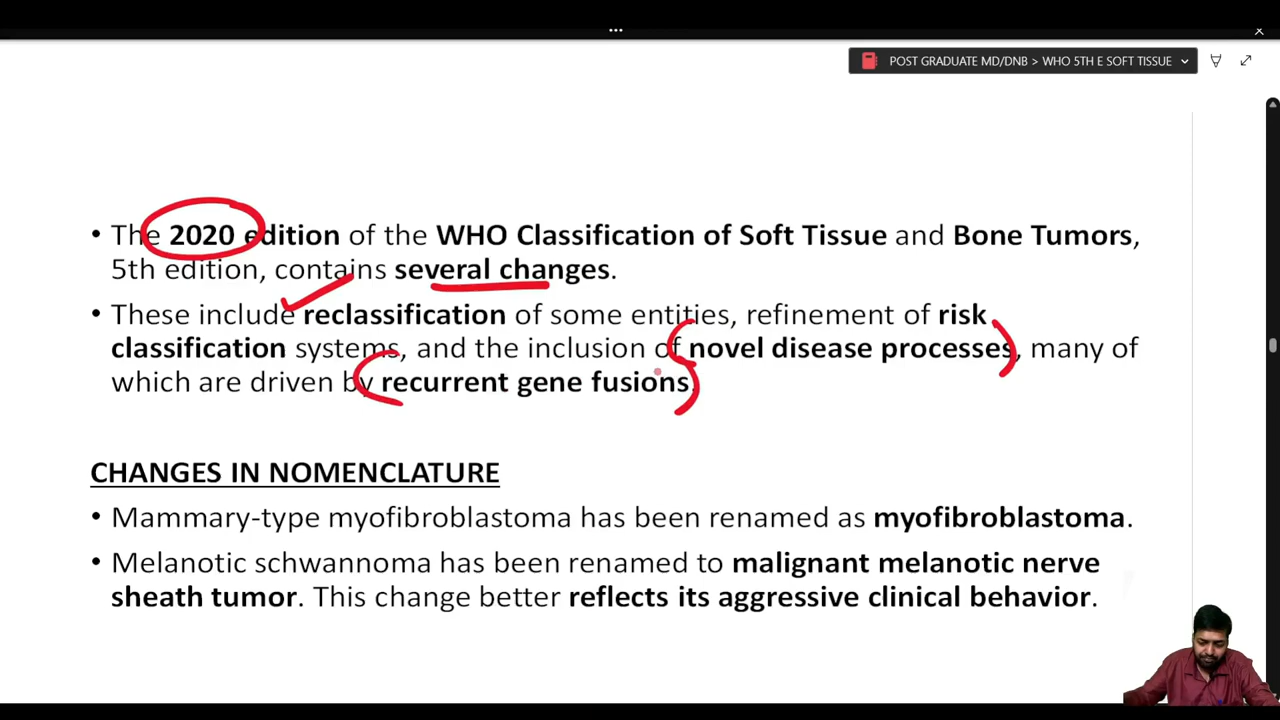 ...
POST GRADUATE MD/DNB > WHO 5TH E SOFT TISSUE
• The 2020 edition of the WHO Classification of Soft Tissue and Bone Tumors,
5th edition, contains several changes.
• These include reclassification of some entities, refinement of risk
classification systems, and the inclusion of novel disease processes, many of
which are driven by recurrent gene fusions.
CHANGES IN NOMENCLATURE
• Mammary-type myofibroblastoma has been renamed as myofibroblastoma.
• Melanotic schwannoma has been renamed to malignant melanotic nerve
sheath tumor. This change better reflects its aggressive clinical behavior.